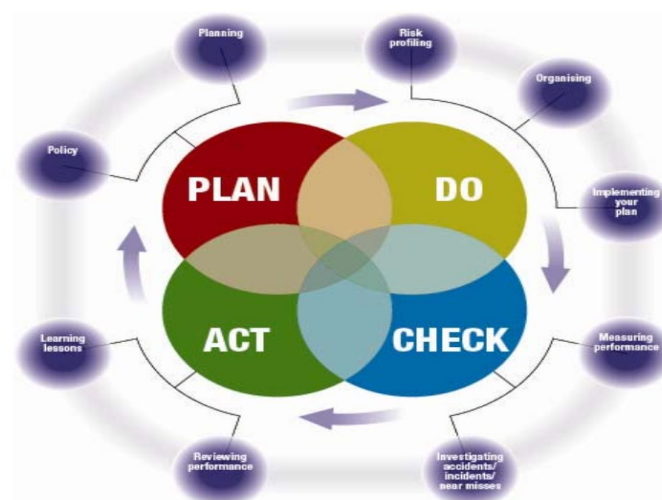 Planning
Risk
profiling
Organising
Policy
PLAN
DO
Implementing
your
plan
ACT
CHECK
Learning
lessons
Measuring
performance
Reviewing
performance
Investigating
accidents/
incidents/
near misses